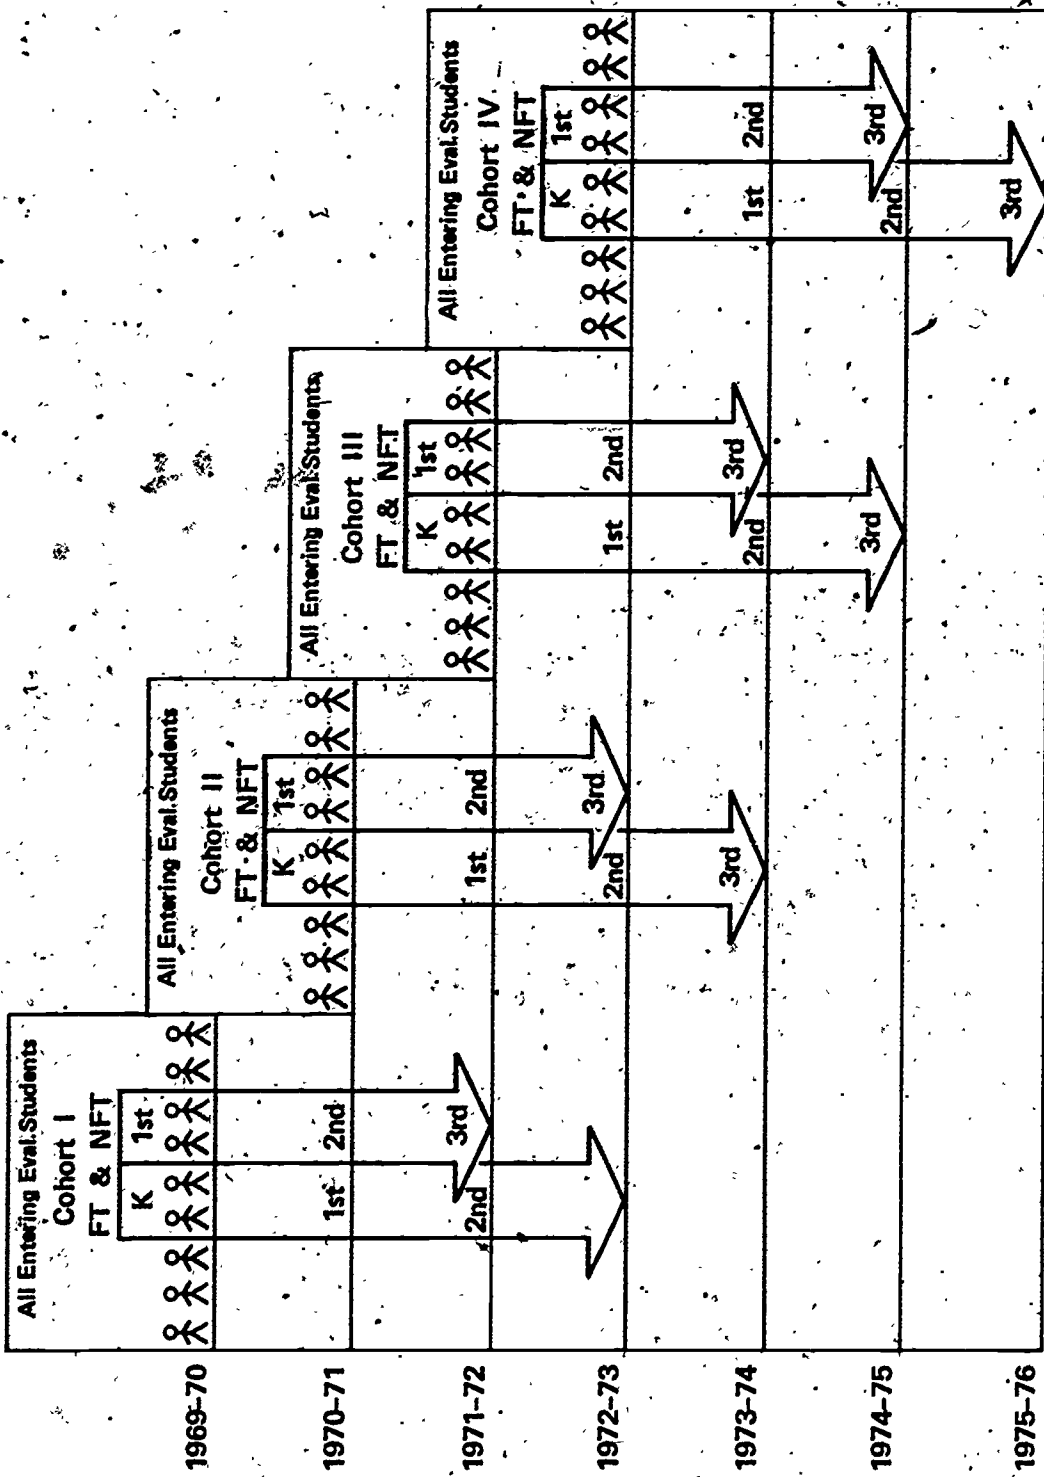 All Entering Eval.Students
Cohort I
FT & NFT
K 1st
All Entering Eval.Students
1969–70
Cohort II
FT & NFT
K 1st
All Entering Eval.Students
1970–71 1st 2nd
Cohort III
FT & NFT
K 1st
All Entering Eval.Students
1971–72 2nd 3rd 1st 2nd
Cohort IV
FT & NFT
K 1st
1972–73 2nd 3rd 1st 2nd
1973–74 3rd 2nd 3rd 1st 2nd
1974–75 3rd 2nd 3rd
1975–76 3rd